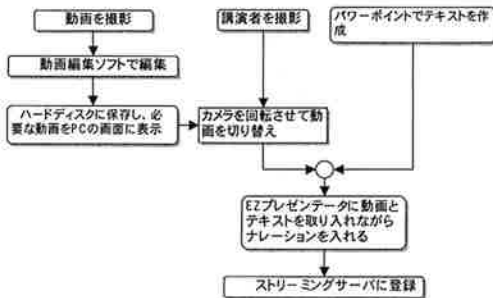 動画を撮影
講演者を撮影
パワーポイントでテキストを作
成
動画編集ソフトで編集
ハードディスクに保存し、必
要な動画をPCの画面に表示
カメラを回転させて動
画を切り替え
EZプレゼンテータに動画と
テキストを取り入れながら
ナレーションを入れる
ストリーミングサーバに登録